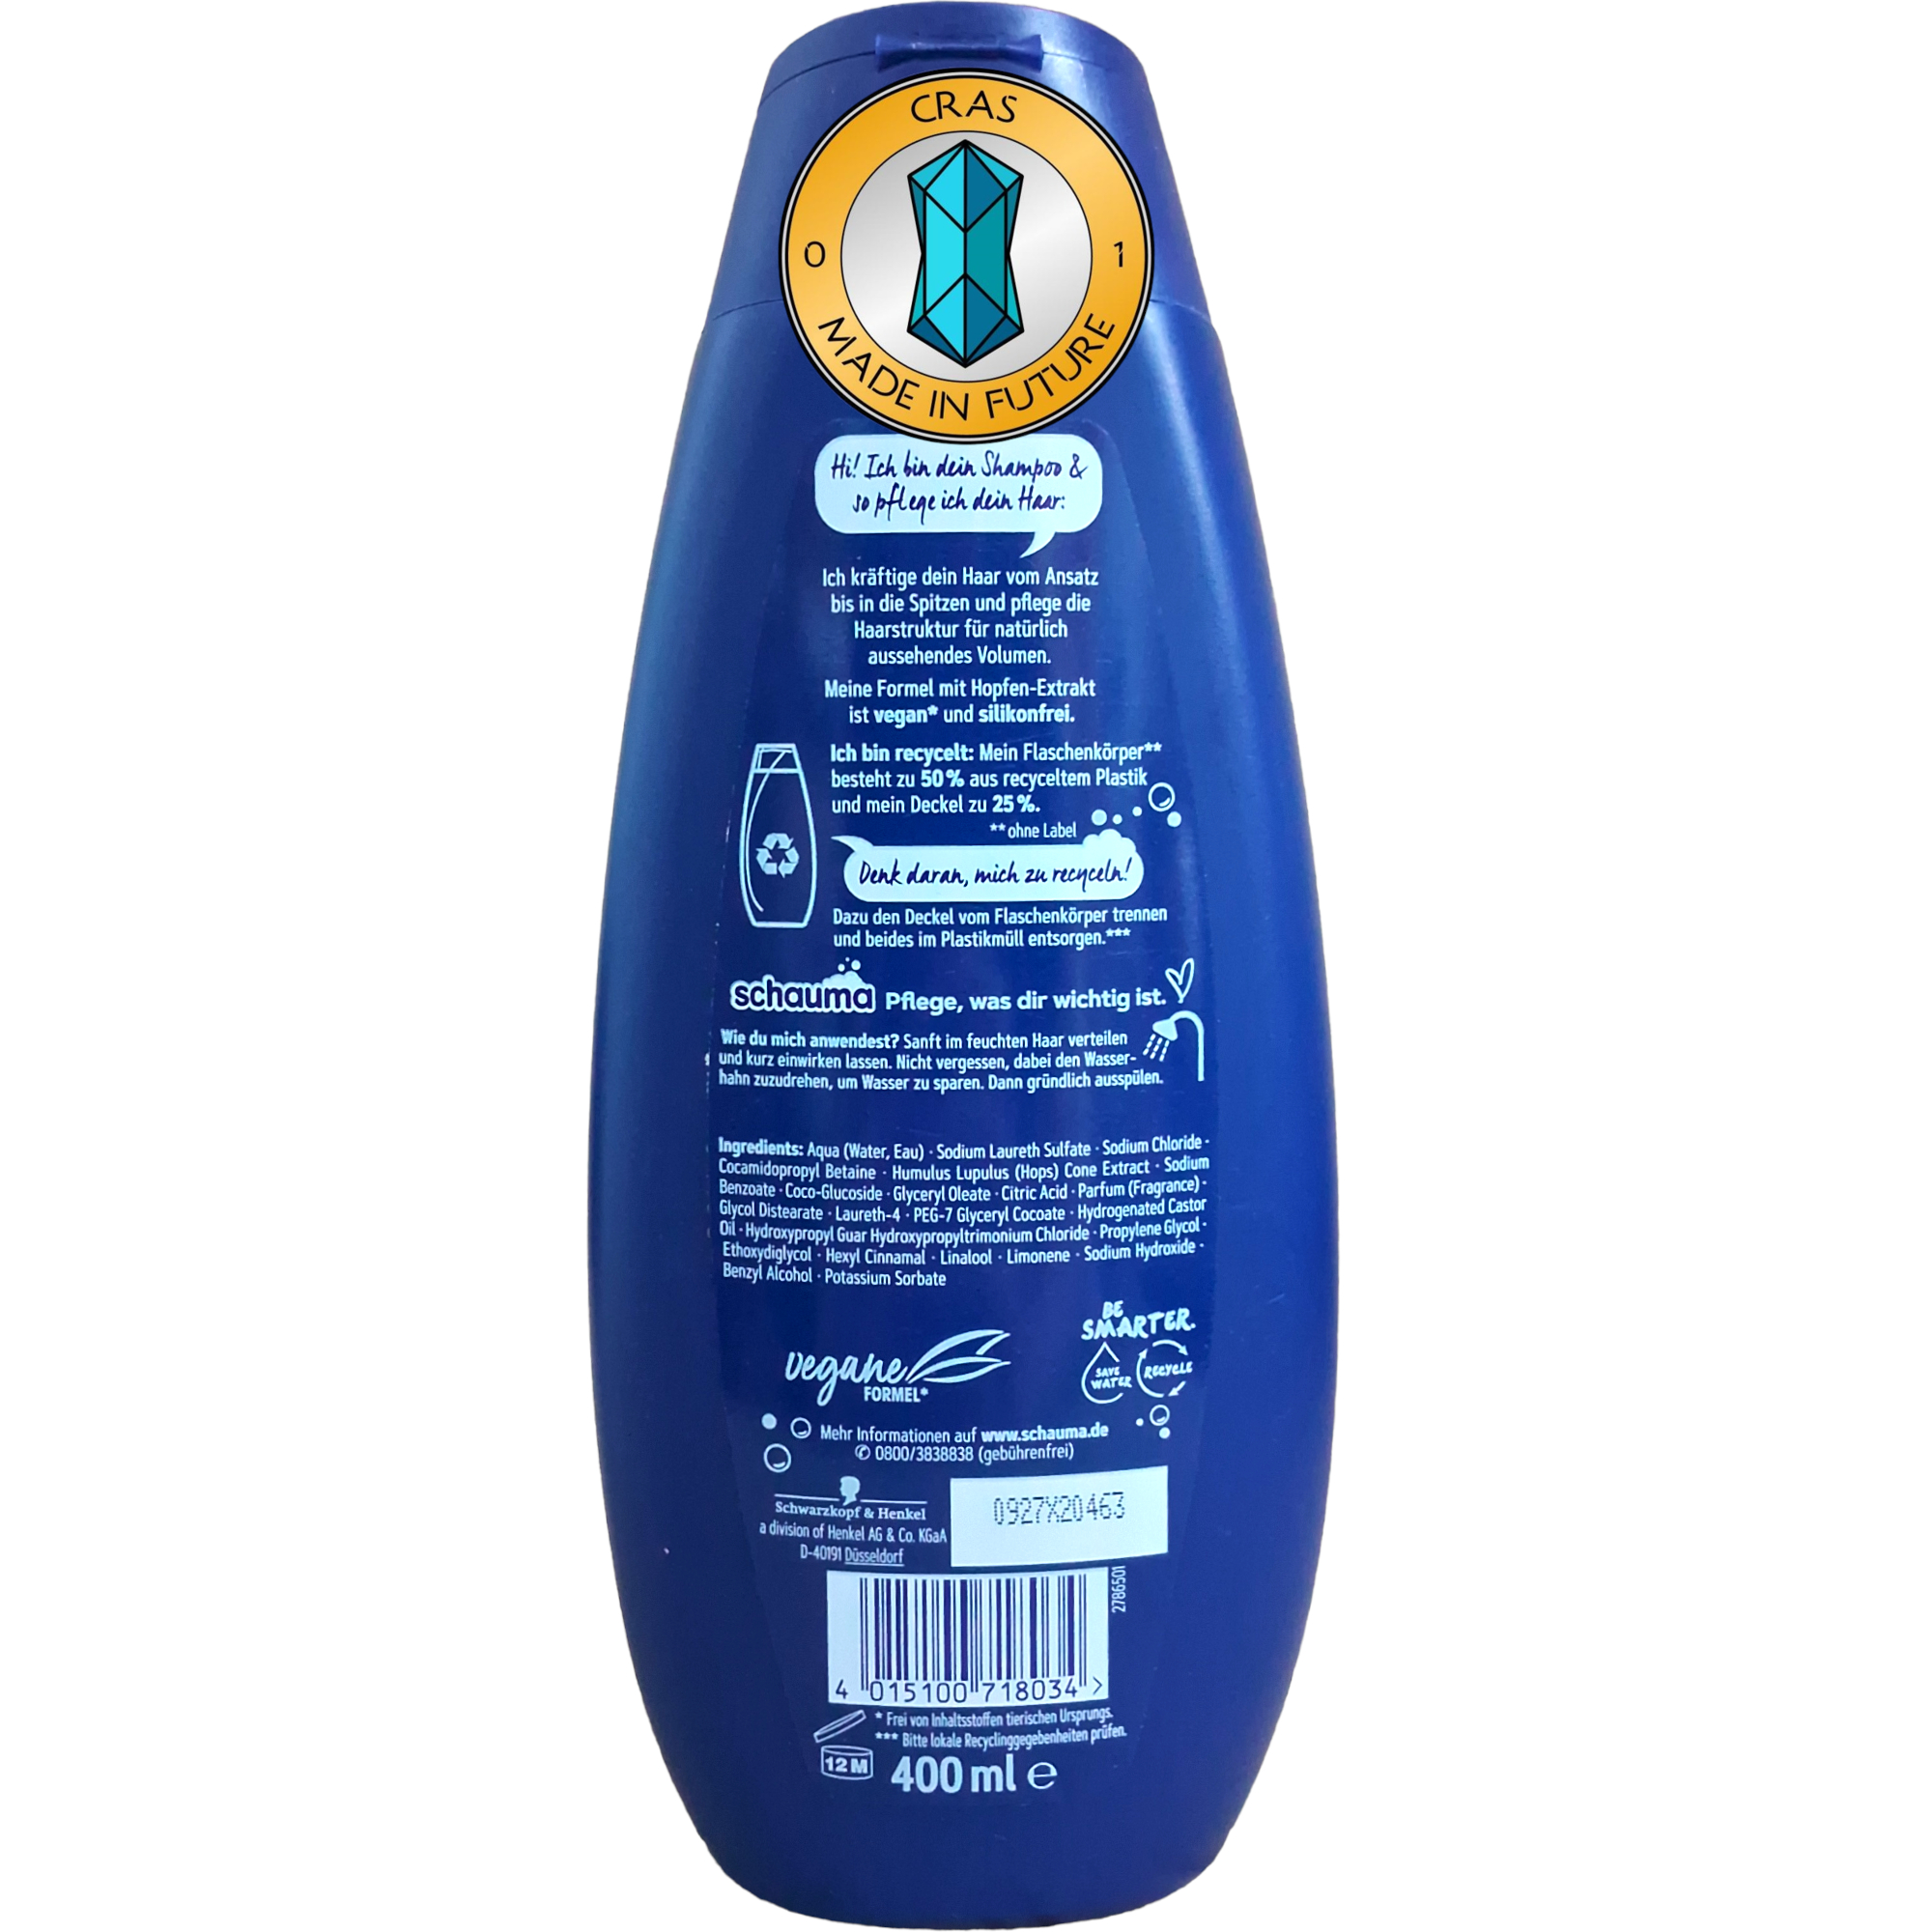 CRAS
0 1
MADE IN FUTURE
Hi! Ich bin dein Shampoo &
so pflege ich dein Haar:
Ich kräftige dein Haar vom Ansatz
bis in die Spitzen und pflege die
Haarstruktur für natürlich
aussehendes Volumen.
Meine Formel mit Hopfen-Extrakt
ist vegan* und silikonfrei.
Ich bin recycelt: Mein Flaschenkörper**
besteht zu 50% aus recyceltem Plastik
und mein Deckel zu 25%.
**ohne Label
Denk daran, mich zu recyceln!
Dazu den Deckel vom Flaschenkörper trennen
und beides im Plastikmüll entsorgen.***
schauma Pflege, was dir wichtig ist.
Wie du mich anwendest? Sanft im feuchten Haar verteilen
und kurz einwirken lassen. Nicht vergessen, dabei den Wasser-
hahn zuzudrehen, um Wasser zu sparen. Dann gründlich ausspülen.
Ingredients: Aqua (Water, Eau) · Sodium Laureth Sulfate · Sodium Chloride ·
Cocamidopropyl Betaine · Humulus Lupulus (Hops) Cone Extract · Sodium
Benzoate · Coco-Glucoside · Glyceryl Oleate · Citric Acid · Parfum (Fragrance) ·
Glycol Distearate · Laureth-4 · PEG-7 Glyceryl Cocoate · Hydrogenated Castor
Oil · Hydroxypropyl Guar Hydroxypropyltrimonium Chloride · Propylene Glycol ·
Ethoxydiglycol · Hexyl Cinnamal · Linalool · Limonene · Sodium Hydroxide ·
Benzyl Alcohol · Potassium Sorbate
BE
SMARTER.
SAVE
WATER
RECYCLE
vegane
FORMEL*
Mehr Informationen auf www.schauma.de
✆ 0800/3838838 (gebührenfrei)
Schwarzkopf & Henkel
a division of Henkel AG & Co. KGaA
D-40191 Düsseldorf
0927X20463
2786501
4 015100 718034 >
* Frei von Inhaltsstoffen tierischen Ursprungs.
*** Bitte lokale Recyclinggegebenheiten prüfen.
12 M
400 ml e